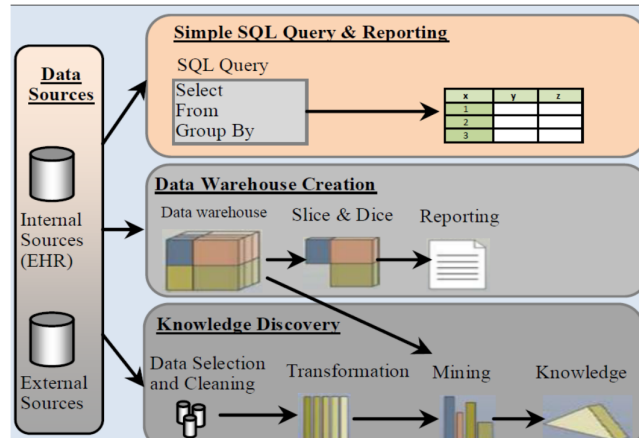 Simple SQL Query & Reporting
Data
Sources
SQL Query
Select
From
Group By
x y z
1
2
3
Internal
Sources
(EHR)
External
Sources
Data Warehouse Creation
Data warehouse
Slice & Dice
Reporting
Knowledge Discovery
Data Selection
and Cleaning
Transformation
Mining
Knowledge